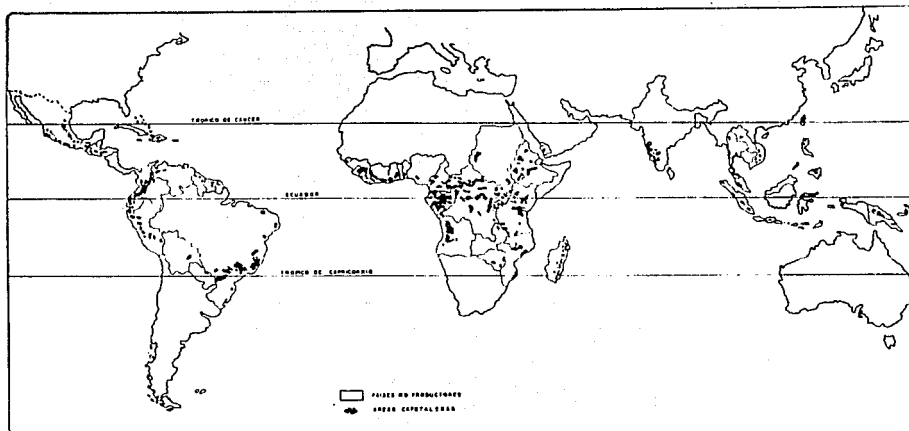 TROPICO DE CANCER
ECUADOR
TROPICO DE CAPRICORNIO
PAISES NO PRODUCTORES
AREAS CAFETALERAS